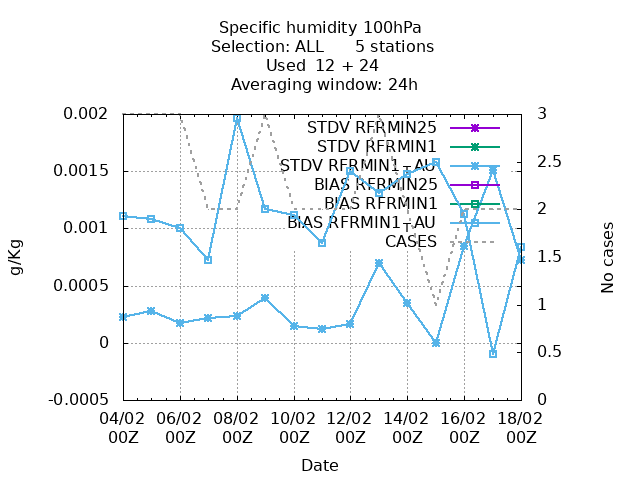 Specific humidity 100hPa
Selection: ALL      5 stations
Used  12 + 24
Averaging window: 24h
0.002
0.0015
0.001
0.0005
0
-0.0005
g/Kg
3
2.5
2
1.5
1
0.5
0
No cases
STDV RFRMIN25
STDV RFRMIN1
STDV RFRMIN1_AU
BIAS RFRMIN25
BIAS RFRMIN1
BIAS RFRMIN1_AU
CASES
04/02 06/02 08/02 10/02 12/02 14/02 16/02 18/02
00Z 00Z 00Z 00Z 00Z 00Z 00Z 00Z
Date